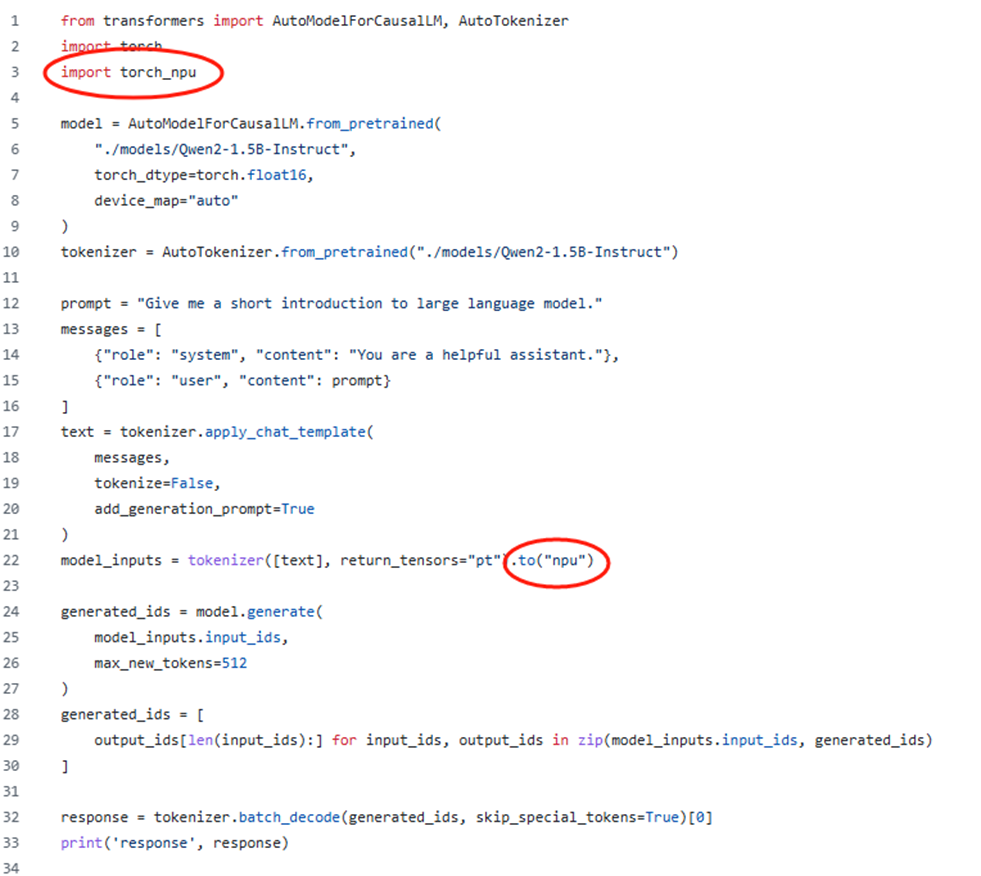 1 from transformers import AutoModelForCausalLM, AutoTokenizer
2 import torch
3 import torch_npu
4
5 model = AutoModelForCausalLM.from_pretrained(
6     "./models/Qwen2-1.5B-Instruct",
7     torch_dtype=torch.float16,
8     device_map="auto"
9 )
10 tokenizer = AutoTokenizer.from_pretrained("./models/Qwen2-1.5B-Instruct")
11
12 prompt = "Give me a short introduction to large language model."
13 messages = [
14     {"role": "system", "content": "You are a helpful assistant."},
15     {"role": "user", "content": prompt}
16 ]
17 text = tokenizer.apply_chat_template(
18     messages,
19     tokenize=False,
20     add_generation_prompt=True
21 )
22 model_inputs = tokenizer([text], return_tensors="pt").to("npu")
23
24 generated_ids = model.generate(
25     model_inputs.input_ids,
26     max_new_tokens=512
27 )
28 generated_ids = [
29     output_ids[len(input_ids):] for input_ids, output_ids in zip(model_inputs.input_ids, generated_ids)
30 ]
31
32 response = tokenizer.batch_decode(generated_ids, skip_special_tokens=True)[0]
33 print('response', response)
34